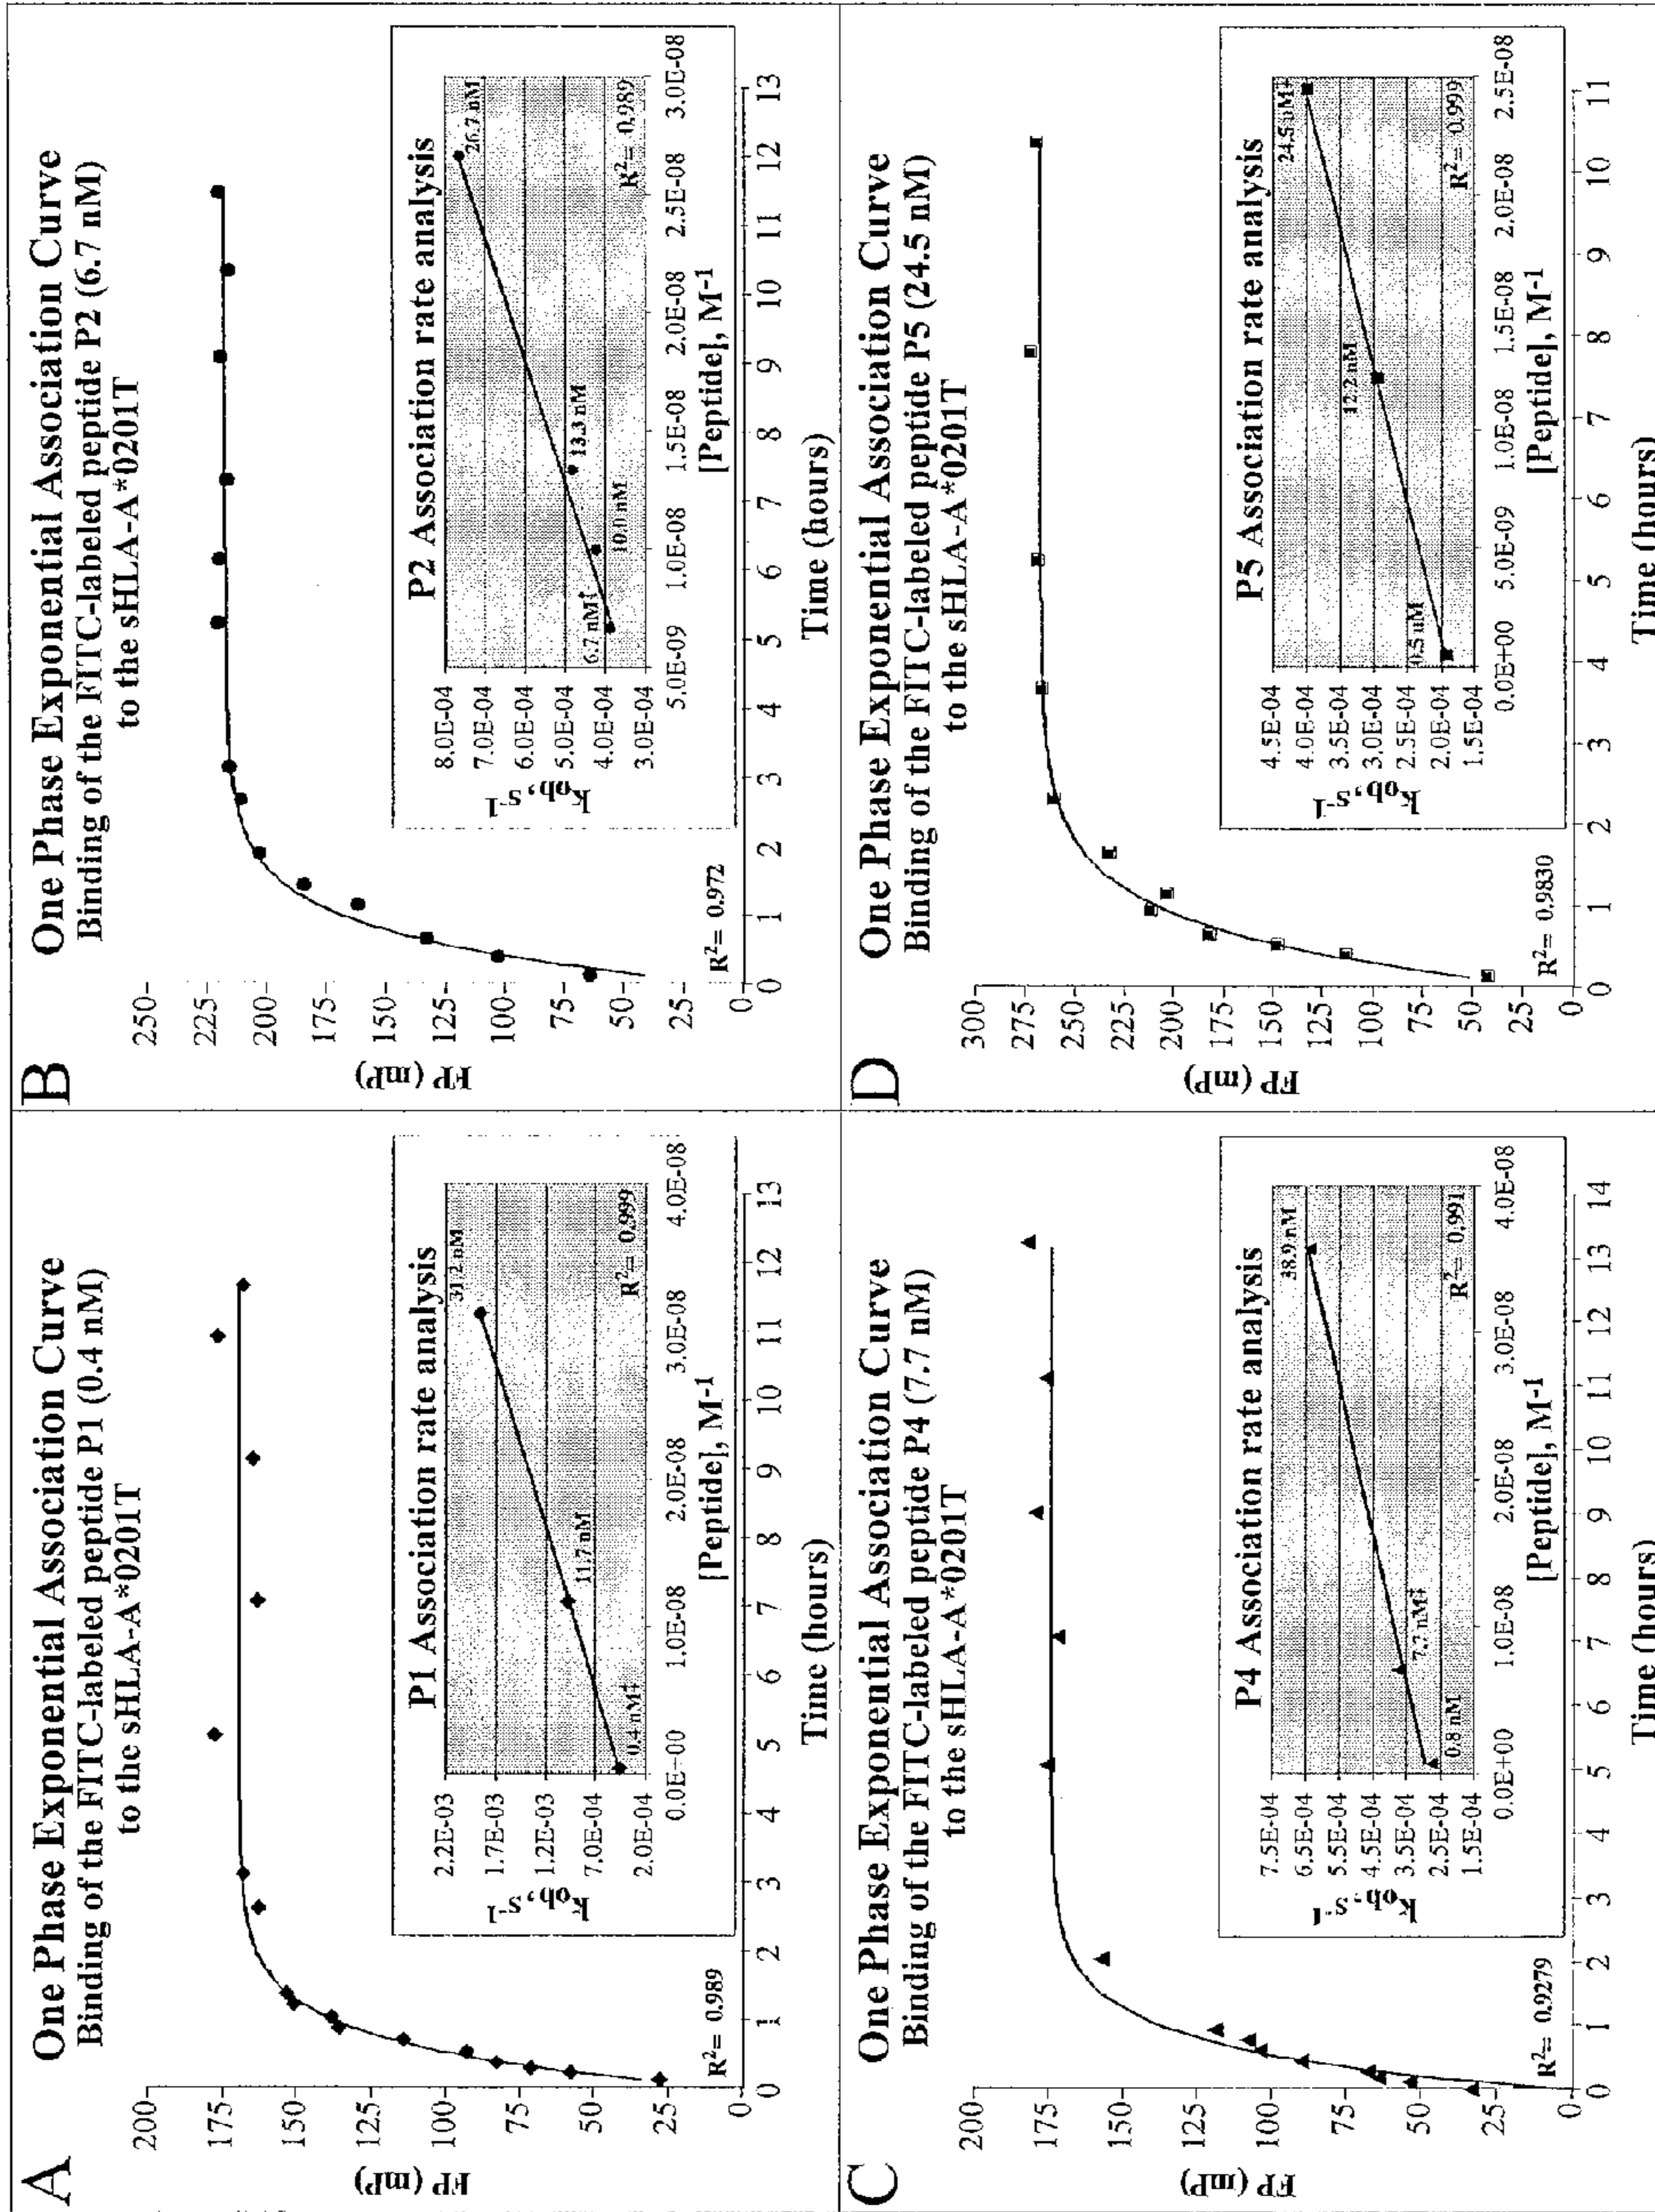 A
One Phase Exponential Association Curve
Binding of the FITC-labeled peptide P1 (0.4 nM)
to the sHLA-A*0201T
FP (mP)
200
175
150
125
100
75
50
25
0
R²= 0.989
0 1 2 3 4 5 6 7 8 9 10 11 12 13
Time (hours)
P1 Association rate analysis
kob, s-1
2.2E-03
1.7E-03
1.2E-03
7.0E-04
2.0E-04
0.4 nM‡
11.7 nM
31.2 nM
R²= 0.999
0.0E+00 1.0E-08 2.0E-08 3.0E-08 4.0E-08
[Peptide], M-1
B
One Phase Exponential Association Curve
Binding of the FITC-labeled peptide P2 (6.7 nM)
to the sHLA-A*0201T
FP (mP)
250
225
200
175
150
125
100
75
50
25
0
R²= 0.972
0 1 2 3 4 5 6 7 8 9 10 11 12 13
Time (hours)
P2 Association rate analysis
kob, s-1
8.0E-04
7.0E-04
6.0E-04
5.0E-04
4.0E-04
3.0E-04
6.7 nM‡
10.0 nM
13.3 nM
26.7 nM
R²= 0.989
5.0E-09 1.0E-08 1.5E-08 2.0E-08 2.5E-08 3.0E-08
[Peptide], M-1
C
One Phase Exponential Association Curve
Binding of the FITC-labeled peptide P4 (7.7 nM)
to the sHLA-A*0201T
FP (mP)
200
175
150
125
100
75
50
25
0
R²= 0.9279
0 1 2 3 4 5 6 7 8 9 10 11 12 13 14
Time (hours)
P4 Association rate analysis
kob, s-1
7.5E-04
6.5E-04
5.5E-04
4.5E-04
3.5E-04
2.5E-04
1.5E-04
0.8 nM
7.7 nM‡
38.9 nM
R²= 0.991
0.0E+00 1.0E-08 2.0E-08 3.0E-08 4.0E-08
[Peptide], M-1
D
One Phase Exponential Association Curve
Binding of the FITC-labeled peptide P5 (24.5 nM)
to the sHLA-A*0201T
FP (mP)
300
275
250
225
200
175
150
125
100
75
50
25
0
R²= 0.9830
0 1 2 3 4 5 6 7 8 9 10 11
Time (hours)
P5 Association rate analysis
kob, s-1
4.5E-04
4.0E-04
3.5E-04
3.0E-04
2.5E-04
2.0E-04
1.5E-04
0.5 nM
12.2 nM
24.5 nM‡
R²= 0.999
0.0E+00 5.0E-09 1.0E-08 1.5E-08 2.0E-08 2.5E-08
[Peptide], M-1